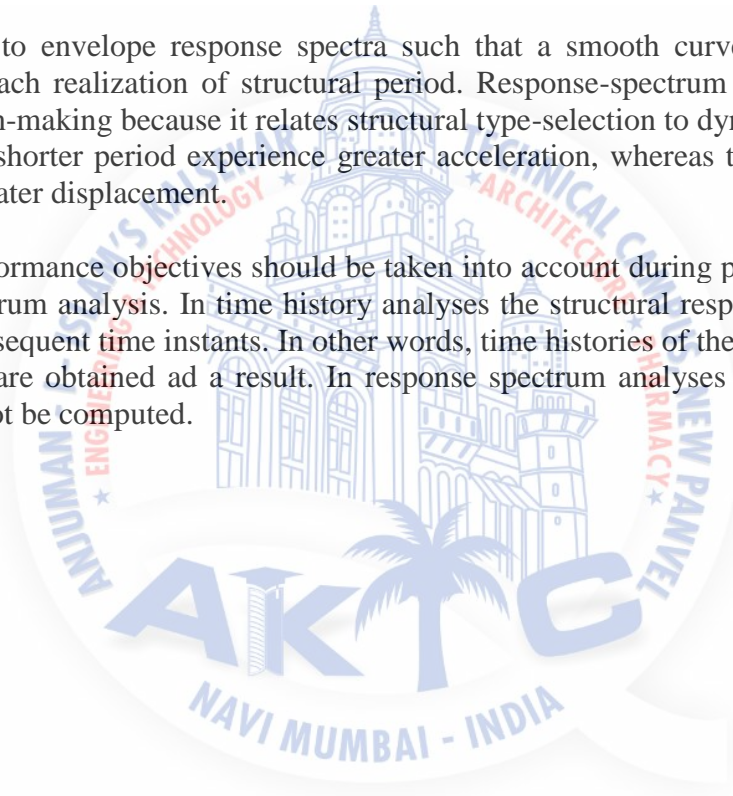 to envelope response spectra such that a smooth curve
ach realization of structural period. Response-spectrum
n-making because it relates structural type-selection to dyn
shorter period experience greater acceleration, whereas t
ater displacement.
ormance objectives should be taken into account during p
rum analysis. In time history analyses the structural resp
sequent time instants. In other words, time histories of the
are obtained ad a result. In response spectrum analyses
ot be computed.
ANJUMAN-I-ISLAM'S KALSEKAR TECHNICAL CAMPUS NEW PANVEL
ENGINEERING & TECHNOLOGY ★ ★ ARCHITECTURE ★ PHARMACY ★
AKTC
NAVI MUMBAI - INDIA